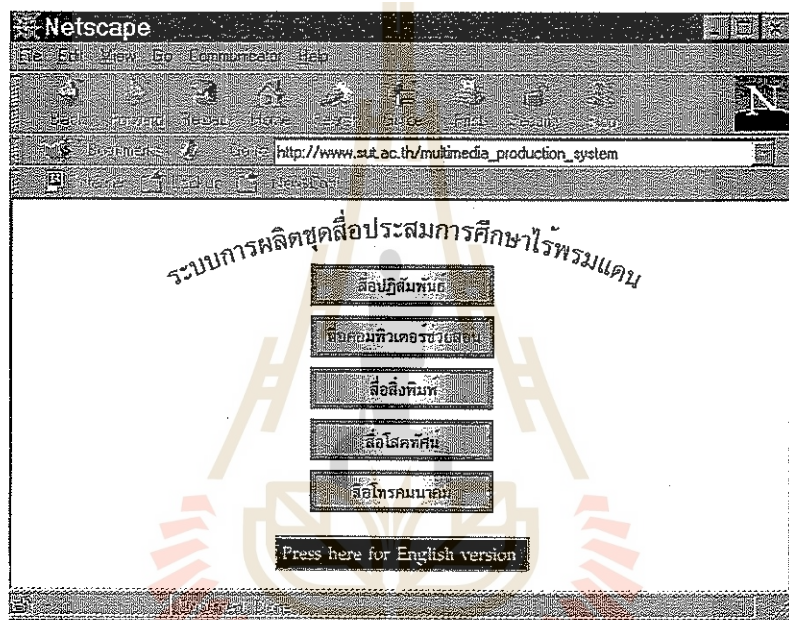 Netscape
File Edit View Go Communicator Help
http://www.sut.ac.th/multimedia_production_system
ระบบการผลิตชุดสื่อประสมการศึกษาไร้พรมแดน
สื่อปฏิสัมพันธ์
สื่อคอมพิวเตอร์ช่วยสอน
สื่อสิ่งพิมพ์
สื่อโสตทัศน์
สื่อโทรคมนาคม
Press here for English version